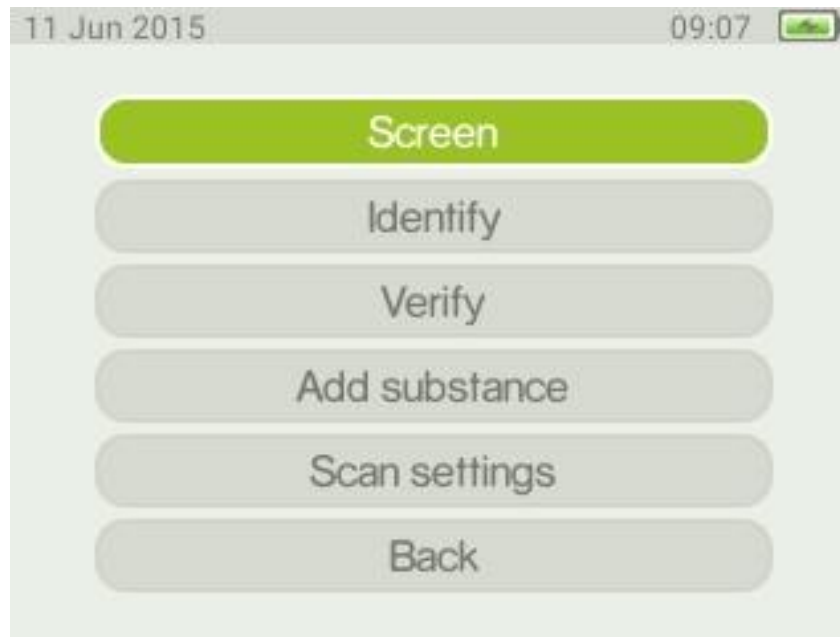 11 Jun 2015 09:07
Screen
Identify
Verify
Add substance
Scan settings
Back